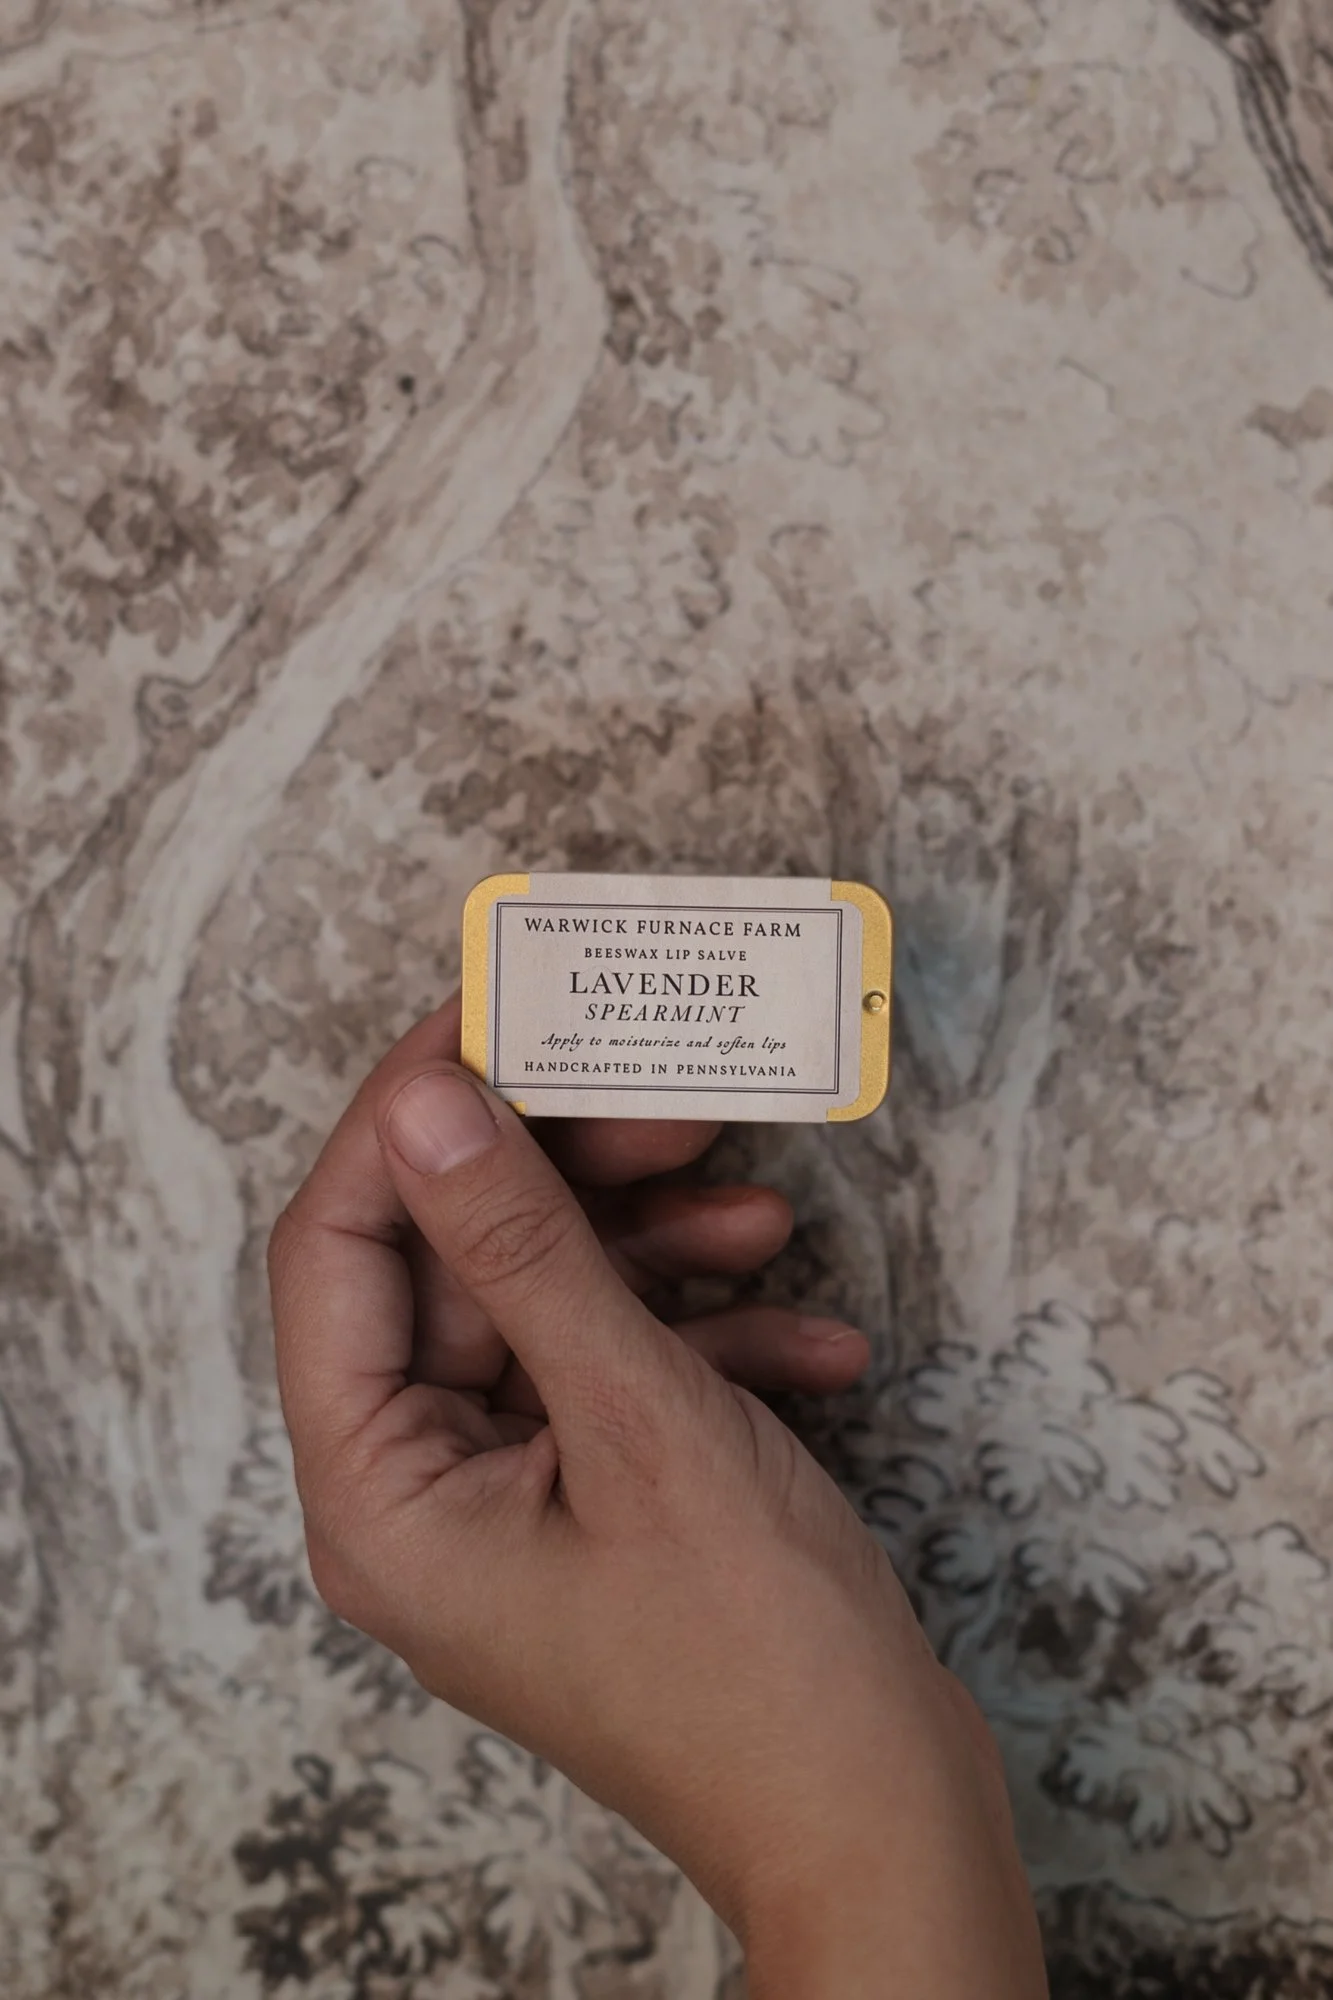 WARWICK FURNACE FARM
BEESWAX LIP SALVE
LAVENDER
SPEARMINT
Apply to moisturize and soften lips
HANDCRAFTED IN PENNSYLVANIA